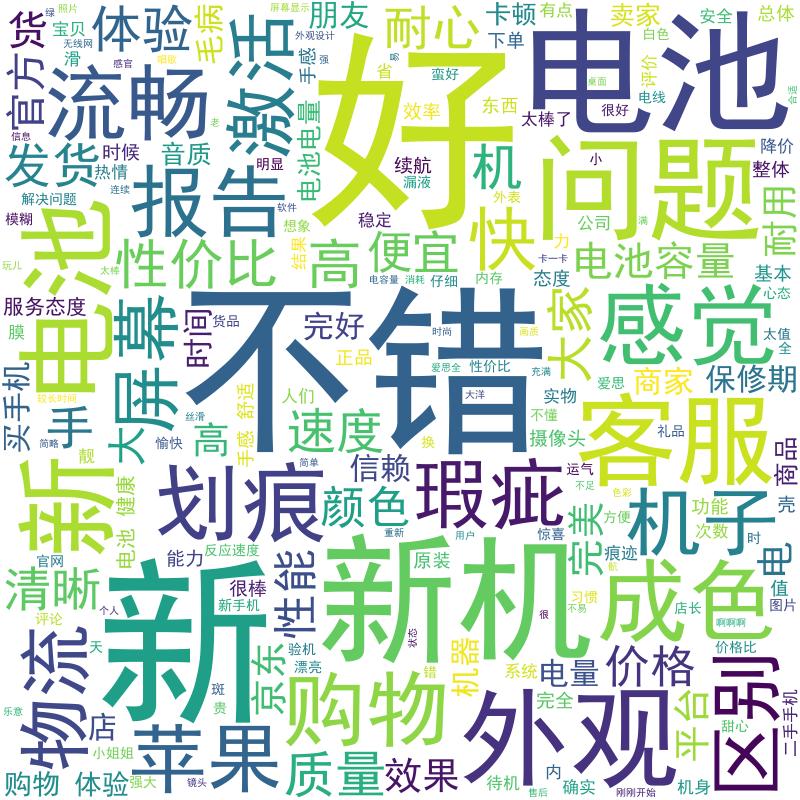 不错
好
新
电池
新机
问题
外观
感觉
客服
成色
电池
新
流畅
报告
激活
划痕
瑕疵
购物
区别
苹果
物流
机子
屏幕
体验
官方
货
发货
音质
时候
热情
解决问题
模糊
明显
软件
连续
信息
滑
宝贝
无线网
唱歌
感官
绿
照片
毛病
屏幕显示
外观设计
手感
强
朋友
耐心
卡顿
下单
有点
卖家
安全
白色
总体
电池电量
省
呢
蛮好
效率
东西
太棒了
桌面
很好
电线
评价
降价
合适
老
续航
漏液
机
小
整体
稳定
外表
公司
满
耐用
想象
结果
性价比
高
便宜
快
力
卡一卡
电池容量
态度
基本
心态
玩儿
太棒
电容量
消耗
仔细
内存
服务态度
膜
时间
货品
完好
时尚
画质
大家
太值
全
正品
爱思全
性价比
充满
爱思
商家
保修期
买手机
手
大
较长时间
简略
丝滑
手感
舒适
人们
大洋
实物
礼品
靓
愉快
高
速度
换
不懂
摄像头
商品
信赖
运气
不足
色彩
功能
次数
壳
时
电池
健康
简单
颜色
重新
用户
惊喜
完美
方便
痕迹
电
清晰
官网
能力
反应速度
很棒
性能
原装
航
值
图片
评论
个人
新手机
很
习惯
不易
店长
啊啊啊
天
验机
状态
漂亮
错
机器
系统
电量
价格
价格比
乐意
店
斑
贵
京东
完全
平台
甜心
二手手机
小姐姐
强大
镜头
质量
效果
待机
售后
内
确实
刚刚开始
机身
购物
体验